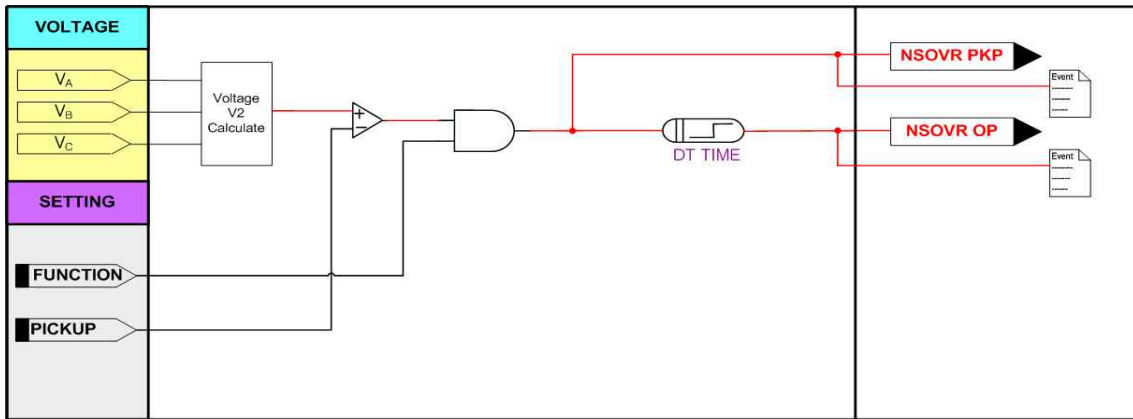 VOLTAGE
VA
VB
VC
Voltage
V2
Calculate
+
−
SETTING
FUNCTION
PICKUP
DT TIME
NSOVR PKP
Event
NSOVR OP
Event